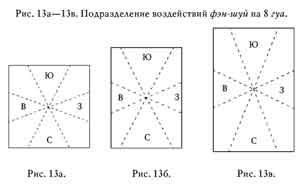 Рис. 13а—13в. Подразделение воздействий фэн-шуй на 8 гуа.
Ю
В
З
С
Рис. 13а.
Ю
В
З
С
Рис. 13б.
Ю
В
З
С
Рис. 13в.